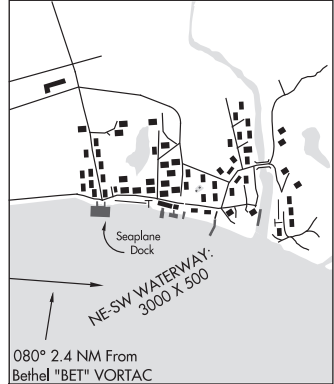 Seaplane
Dock
NE-SW WATERWAY:
3000 X 500
080° 2.4 NM From
Bethel "BET" VORTAC